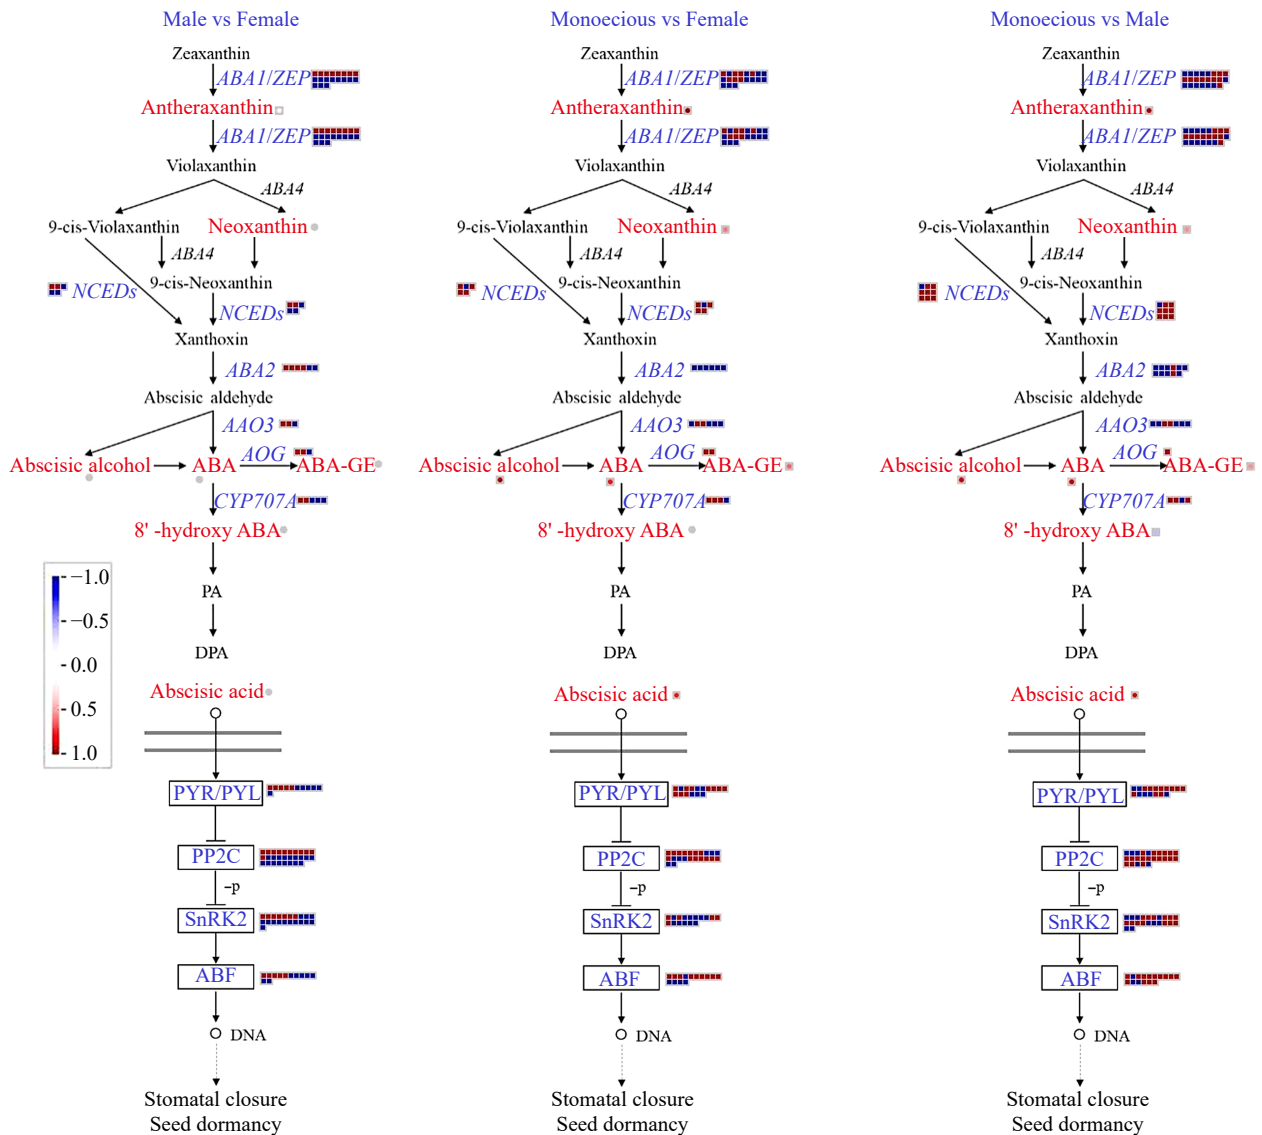 Male vs Female
Zeaxanthin
ABA1/ZEP
Antheraxanthin
ABA1/ZEP
Violaxanthin
ABA4
9-cis-Violaxanthin
Neoxanthin
ABA4
9-cis-Neoxanthin
NCEDs
NCEDs
Xanthoxin
ABA2
Abscisic aldehyde
AAO3
AOG
Abscisic alcohol
ABA
ABA-GE
CYP707A
8' -hydroxy ABA
PA
DPA
−1.0
−0.5
0.0
0.5
1.0
Abscisic acid
PYR/PYL
PP2C
−p
SnRK2
ABF
DNA
Stomatal closure
Seed dormancy
Monoecious vs Female
Zeaxanthin
ABA1/ZEP
Antheraxanthin
ABA1/ZEP
Violaxanthin
ABA4
9-cis-Violaxanthin
Neoxanthin
ABA4
9-cis-Neoxanthin
NCEDs
NCEDs
Xanthoxin
ABA2
Abscisic aldehyde
AAO3
AOG
Abscisic alcohol
ABA
ABA-GE
CYP707A
8' -hydroxy ABA
PA
DPA
Abscisic acid
PYR/PYL
PP2C
−p
SnRK2
ABF
DNA
Stomatal closure
Seed dormancy
Monoecious vs Male
Zeaxanthin
ABA1/ZEP
Antheraxanthin
ABA1/ZEP
Violaxanthin
ABA4
9-cis-Violaxanthin
Neoxanthin
ABA4
9-cis-Neoxanthin
NCEDs
NCEDs
Xanthoxin
ABA2
Abscisic aldehyde
AAO3
AOG
Abscisic alcohol
ABA
ABA-GE
CYP707A
8' -hydroxy ABA
PA
DPA
Abscisic acid
PYR/PYL
PP2C
−p
SnRK2
ABF
DNA
Stomatal closure
Seed dormancy